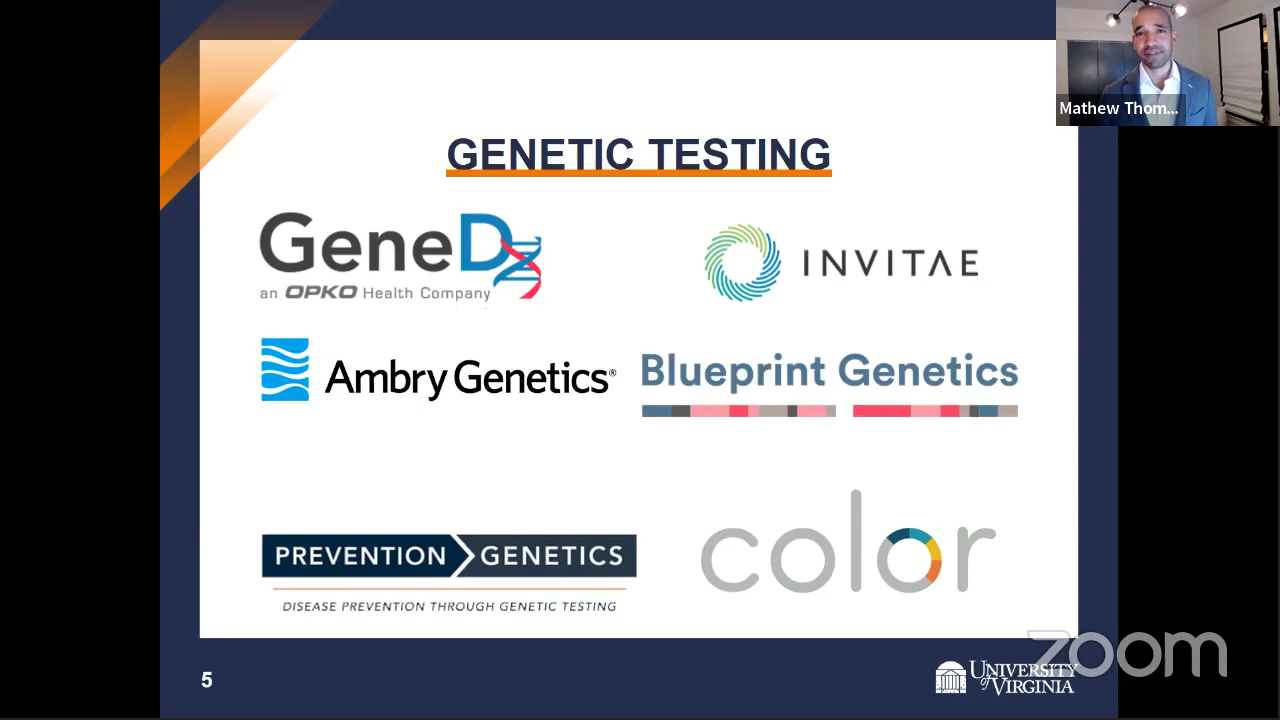 Mathew Thom...
GENETIC TESTING
GeneDx
an OPKO Health Company
INVITAE
Ambry Genetics®
Blueprint Genetics
PREVENTION GENETICS
DISEASE PREVENTION THROUGH GENETIC TESTING
color
zoom
5
UNIVERSITY
of VIRGINIA